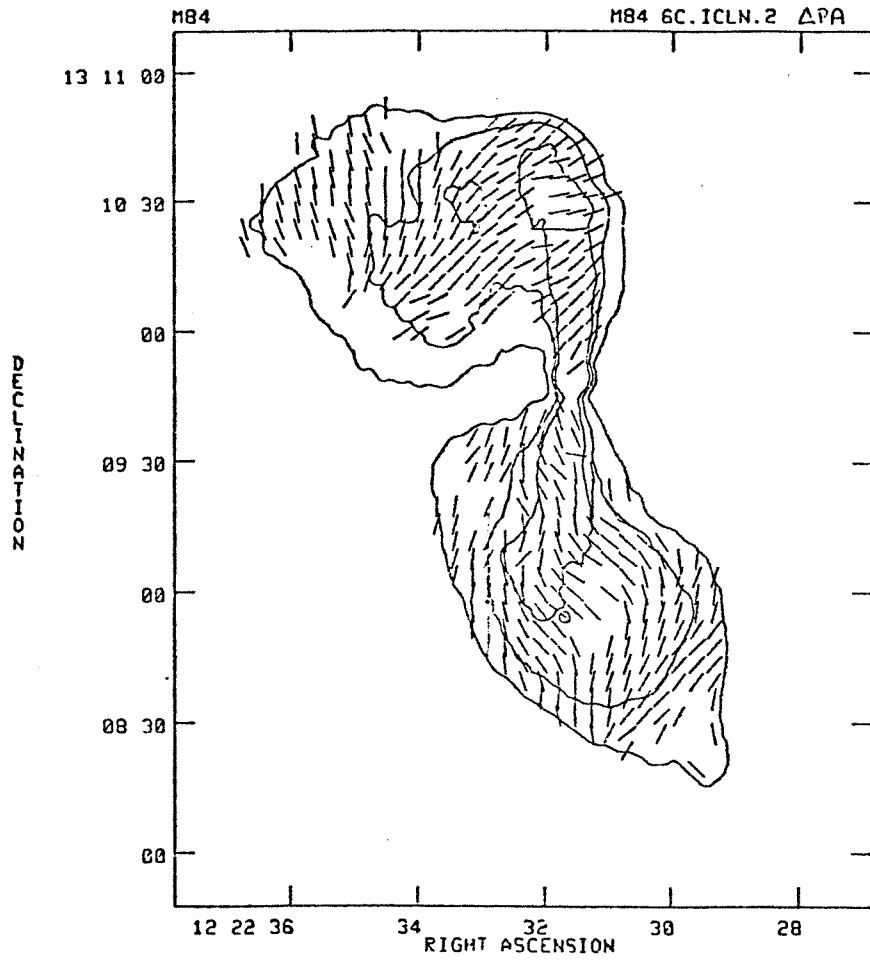 M84
M84 6C.ICLN.2 ΔPA
13 11 00
10 30
00
09 30
00
08 30
00
DECLINATION
12 22 36
34
32
30
28
RIGHT ASCENSION